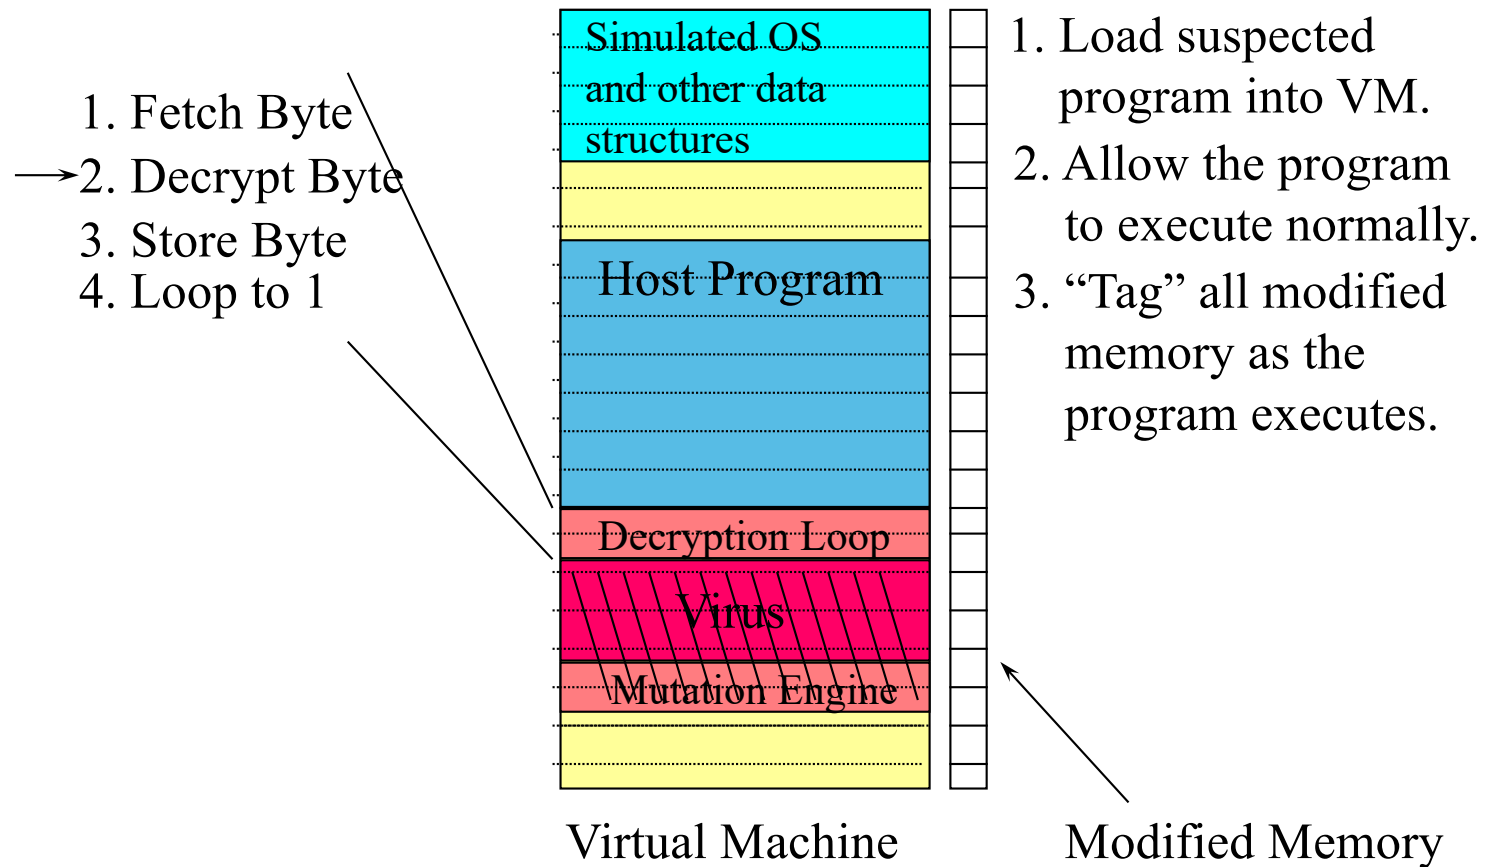 1. Fetch Byte
2. Decrypt Byte
3. Store Byte
4. Loop to 1
Simulated OS
and other data
structures
Host Program
Decryption Loop
Virus
Mutation Engine
Virtual Machine
1. Load suspected
program into VM.
2. Allow the program
to execute normally.
3. “Tag” all modified
memory as the
program executes.
Modified Memory